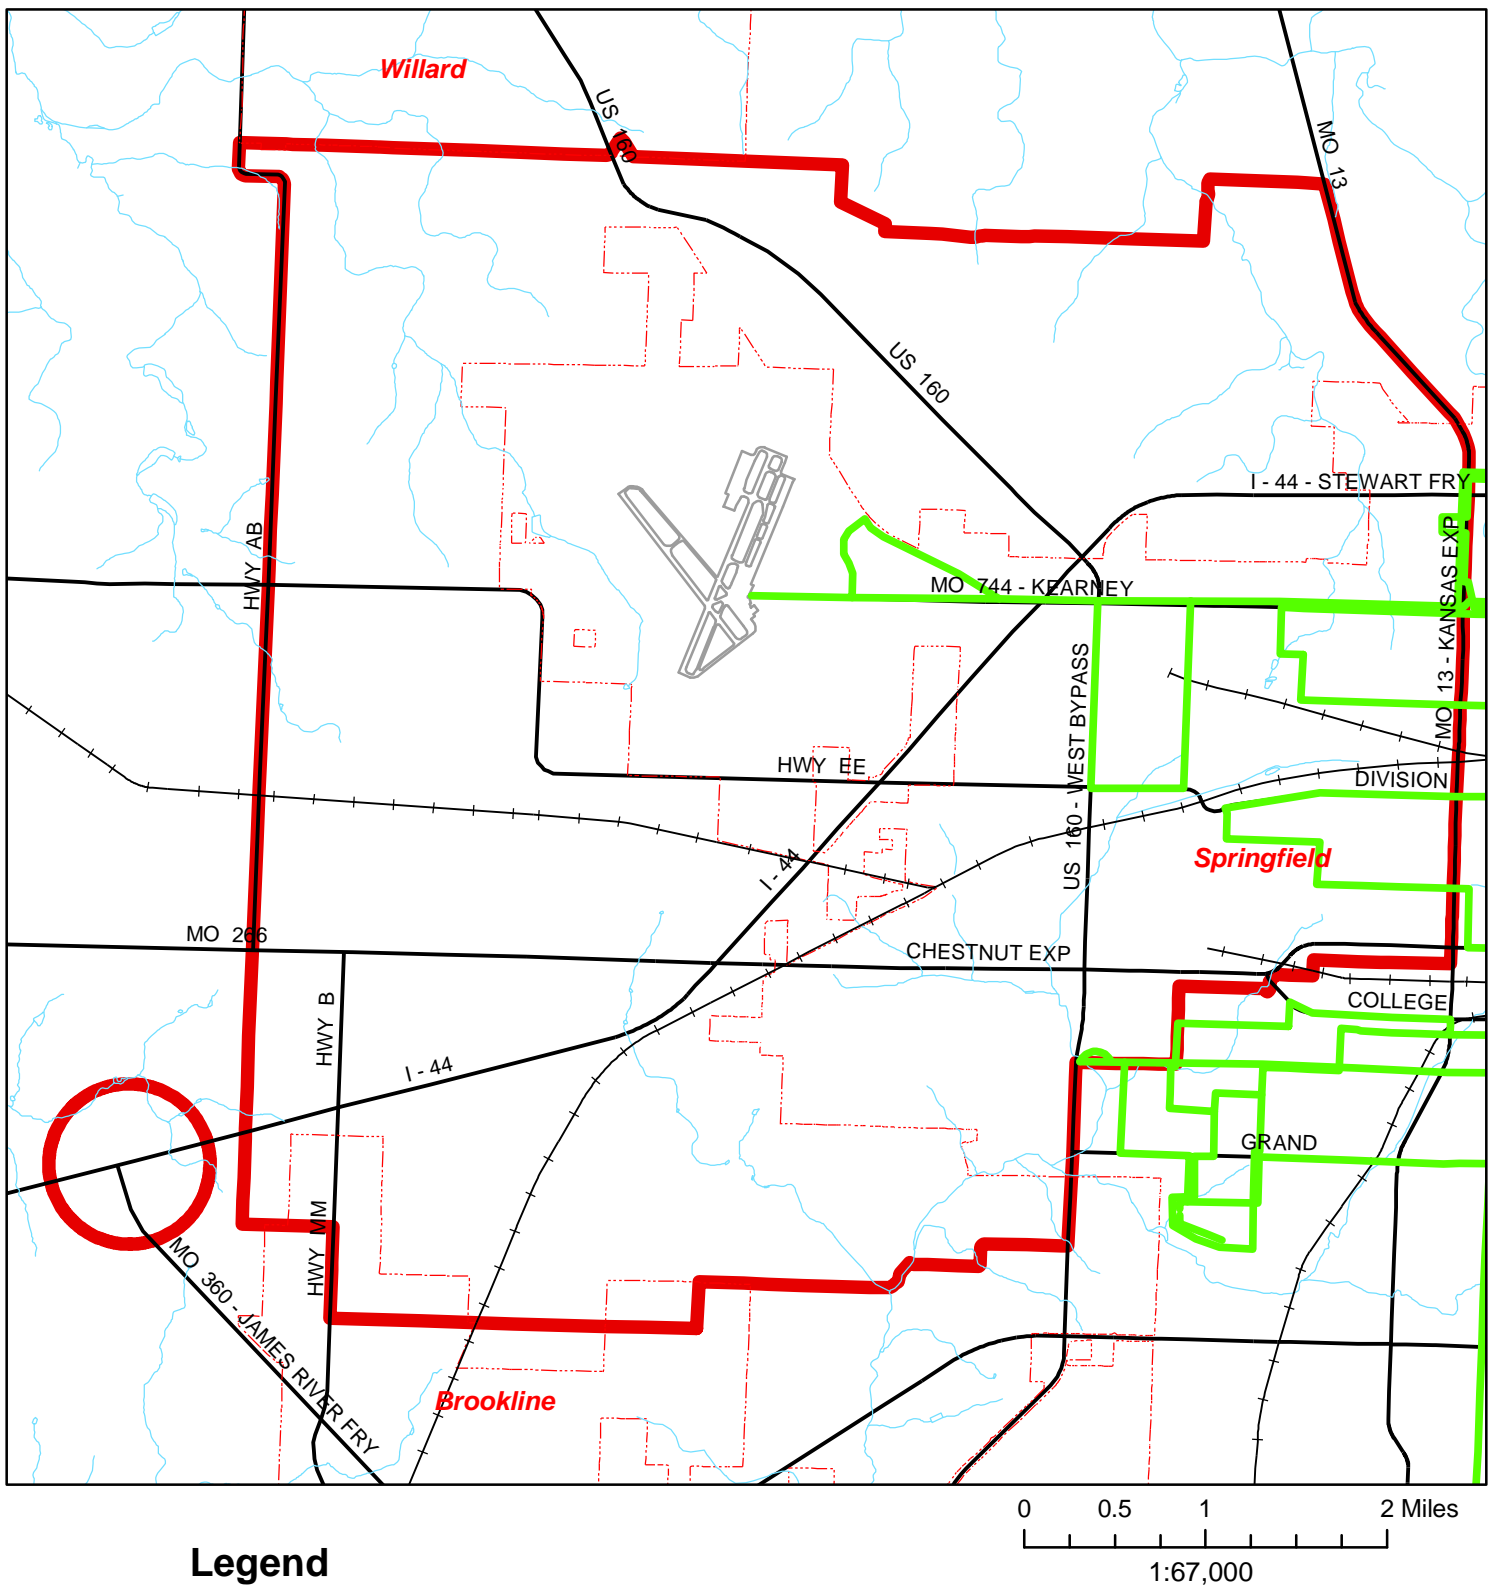 Willard
US 160
MO 13
US 160
I - 44 - STEWART FRY
HWY AB
MO 744 - KEARNEY
MO 13 - KANSAS EXP
US 160 - WEST BYPASS
HWY EE
DIVISION
Springfield
I - 44
MO 266
CHESTNUT EXP
HWY B
COLLEGE
I - 44
GRAND
HWY MM
MO 360 - JAMES RIVER FRY
Brookline
0 0.5 1 2 Miles
1:67,000
Legend